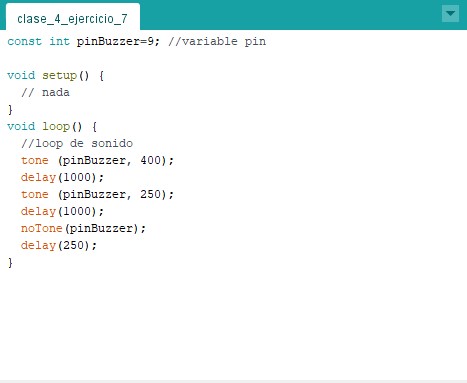 clase_4_ejercicio_7
const int pinBuzzer=9; //variable pin
void setup() {
// nada
}
void loop() {
//loop de sonido
tone (pinBuzzer, 400);
delay(1000);
tone (pinBuzzer, 250);
delay(1000);
noTone(pinBuzzer);
delay(250);
}